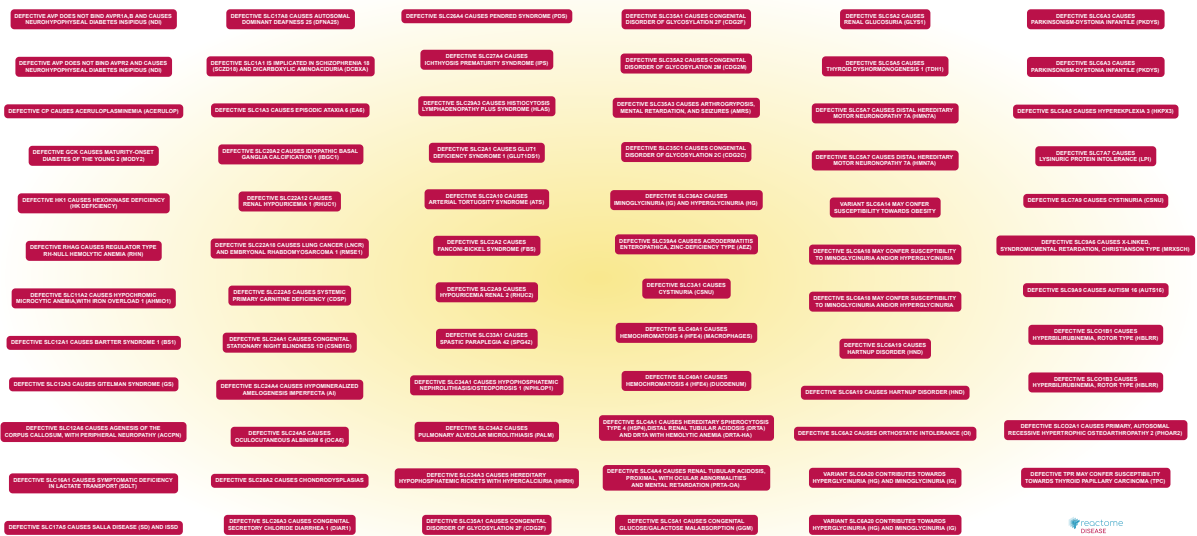 DEFECTIVE AVP DOES NOT BIND AVPR1A,B AND CAUSES
NEUROHYPOPHYSEAL DIABETES INSIPIDUS (NDI)
DEFECTIVE AVP DOES NOT BIND AVPR2 AND CAUSES
NEUROHYPOPHYSEAL DIABETES INSIPIDUS (NDI)
DEFECTIVE CP CAUSES ACERULOPLASMINEMIA (ACERULOP)
DEFECTIVE GCK CAUSES MATURITY-ONSET
DIABETES OF THE YOUNG 2 (MODY2)
DEFECTIVE HK1 CAUSES HEXOKINASE DEFICIENCY
(HK DEFICIENCY)
DEFECTIVE RHAG CAUSES REGULATOR TYPE
RH-NULL HEMOLYTIC ANEMIA (RHN)
DEFECTIVE SLC11A2 CAUSES HYPOCHROMIC
MICROCYTIC ANEMIA,WITH IRON OVERLOAD 1 (AHMIO1)
DEFECTIVE SLC12A1 CAUSES BARTTER SYNDROME 1 (BS1)
DEFECTIVE SLC12A3 CAUSES GITELMAN SYNDROME (GS)
DEFECTIVE SLC12A6 CAUSES AGENESIS OF THE
CORPUS CALLOSUM, WITH PERIPHERAL NEUROPATHY (ACCPN)
DEFECTIVE SLC16A1 CAUSES SYMPTOMATIC DEFICIENCY
IN LACTATE TRANSPORT (SDLT)
DEFECTIVE SLC17A5 CAUSES SALLA DISEASE (SD) AND ISSD
DEFECTIVE SLC17A8 CAUSES AUTOSOMAL
DOMINANT DEAFNESS 25 (DFNA25)
DEFECTIVE SLC1A1 IS IMPLICATED IN SCHIZOPHRENIA 18
(SCZD18) AND DICARBOXYLIC AMINOACIDURIA (DCBXA)
DEFECTIVE SLC1A3 CAUSES EPISODIC ATAXIA 6 (EA6)
DEFECTIVE SLC20A2 CAUSES IDIOPATHIC BASAL
GANGLIA CALCIFICATION 1 (IBGC1)
DEFECTIVE SLC22A12 CAUSES
RENAL HYPOURICEMIA 1 (RHUC1)
DEFECTIVE SLC22A18 CAUSES LUNG CANCER (LNCR)
AND EMBRYONAL RHABDOMYOSARCOMA 1 (RMSE1)
DEFECTIVE SLC22A5 CAUSES SYSTEMIC
PRIMARY CARNITINE DEFICIENCY (CDSP)
DEFECTIVE SLC24A1 CAUSES CONGENITAL
STATIONARY NIGHT BLINDNESS 1D (CSNB1D)
DEFECTIVE SLC24A4 CAUSES HYPOMINERALIZED
AMELOGENESIS IMPERFECTA (AI)
DEFECTIVE SLC24A5 CAUSES
OCULOCUTANEOUS ALBINISM 6 (OCA6)
DEFECTIVE SLC26A2 CAUSES CHONDRODYSPLASIAS
DEFECTIVE SLC26A3 CAUSES CONGENITAL
SECRETORY CHLORIDE DIARRHEA 1 (DIAR1)
DEFECTIVE SLC26A4 CAUSES PENDRED SYNDROME (PDS)
DEFECTIVE SLC27A4 CAUSES
ICHTHYOSIS PREMATURITY SYNDROME (IPS)
DEFECTIVE SLC29A3 CAUSES HISTIOCYTOSIS
LYMPHADENOPATHY PLUS SYNDROME (HLAS)
DEFECTIVE SLC2A1 CAUSES GLUT1
DEFICIENCY SYNDROME 1 (GLUT1DS1)
DEFECTIVE SLC2A10 CAUSES
ARTERIAL TORTUOSITY SYNDROME (ATS)
DEFECTIVE SLC2A2 CAUSES
FANCONI-BICKEL SYNDROME (FBS)
DEFECTIVE SLC2A9 CAUSES
HYPOURICEMIA RENAL 2 (RHUC2)
DEFECTIVE SLC33A1 CAUSES
SPASTIC PARAPLEGIA 42 (SPG42)
DEFECTIVE SLC34A1 CAUSES HYPOPHOSPHATEMIC
NEPHROLITHIASIS/OSTEOPOROSIS 1 (NPHLOP1)
DEFECTIVE SLC34A2 CAUSES
PULMONARY ALVEOLAR MICROLITHIASIS (PALM)
DEFECTIVE SLC34A3 CAUSES HEREDITARY
HYPOPHOSPHATEMIC RICKETS WITH HYPERCALCIURIA (HHRH)
DEFECTIVE SLC35A1 CAUSES CONGENITAL
DISORDER OF GLYCOSYLATION 2F (CDG2F)
DEFECTIVE SLC35A1 CAUSES CONGENITAL
DISORDER OF GLYCOSYLATION 2F (CDG2F)
DEFECTIVE SLC35A2 CAUSES CONGENITAL
DISORDER OF GLYCOSYLATION 2M (CDG2M)
DEFECTIVE SLC35A3 CAUSES ARTHROGRYPOSIS,
MENTAL RETARDATION, AND SEIZURES (AMRS)
DEFECTIVE SLC35C1 CAUSES CONGENITAL
DISORDER OF GLYCOSYLATION 2C (CDG2C)
DEFECTIVE SLC36A2 CAUSES
IMINOGLYCINURIA (IG) AND HYPERGLYCINURIA (HG)
DEFECTIVE SLC39A4 CAUSES ACRODERMATITIS
ENTEROPATHICA, ZINC-DEFICIENCY TYPE (AEZ)
DEFECTIVE SLC3A1 CAUSES
CYSTINURIA (CSNU)
DEFECTIVE SLC40A1 CAUSES
HEMOCHROMATOSIS 4 (HFE4) (MACROPHAGES)
DEFECTIVE SLC40A1 CAUSES
HEMOCHROMATOSIS 4 (HFE4) (DUODENUM)
DEFECTIVE SLC4A1 CAUSES HEREDITARY SPHEROCYTOSIS
TYPE 4 (HSP4),DISTAL RENAL TUBULAR ACIDOSIS (DRTA)
AND DRTA WITH HEMOLYTIC ANEMIA (DRTA-HA)
DEFECTIVE SLC4A4 CAUSES RENAL TUBULAR ACIDOSIS,
PROXIMAL, WITH OCULAR ABNORMALITIES
AND MENTAL RETARDATION (PRTA-OA)
DEFECTIVE SLC5A1 CAUSES CONGENITAL
GLUCOSE/GALACTOSE MALABSORPTION (GGM)
DEFECTIVE SLC5A2 CAUSES
RENAL GLUCOSURIA (GLYS1)
DEFECTIVE SLC5A5 CAUSES
THYROID DYSHORMONOGENESIS 1 (TDH1)
DEFECTIVE SLC5A7 CAUSES DISTAL HEREDITARY
MOTOR NEURONOPATHY 7A (HMN7A)
DEFECTIVE SLC5A7 CAUSES DISTAL HEREDITARY
MOTOR NEURONOPATHY 7A (HMN7A)
VARIANT SLC6A14 MAY CONFER
SUSCEPTIBILITY TOWARDS OBESITY
DEFECTIVE SLC6A18 MAY CONFER SUSCEPTIBILITY
TO IMINOGLYCINURIA AND/OR HYPERGLYCINURIA
DEFECTIVE SLC6A18 MAY CONFER SUSCEPTIBILITY
TO IMINOGLYCINURIA AND/OR HYPERGLYCINURIA
DEFECTIVE SLC6A19 CAUSES
HARTNUP DISORDER (HND)
DEFECTIVE SLC6A19 CAUSES HARTNUP DISORDER (HND)
DEFECTIVE SLC6A2 CAUSES ORTHOSTATIC INTOLERANCE (OI)
VARIANT SLC6A20 CONTRIBUTES TOWARDS
HYPERGLYCINURIA (HG) AND IMINOGLYCINURIA (IG)
VARIANT SLC6A20 CONTRIBUTES TOWARDS
HYPERGLYCINURIA (HG) AND IMINOGLYCINURIA (IG)
DEFECTIVE SLC6A3 CAUSES
PARKINSONISM-DYSTONIA INFANTILE (PKDYS)
DEFECTIVE SLC6A3 CAUSES
PARKINSONISM-DYSTONIA INFANTILE (PKDYS)
DEFECTIVE SLC6A5 CAUSES HYPEREKPLEXIA 3 (HKPX3)
DEFECTIVE SLC7A7 CAUSES
LYSINURIC PROTEIN INTOLERANCE (LPI)
DEFECTIVE SLC7A9 CAUSES CYSTINURIA (CSNU)
DEFECTIVE SLC9A6 CAUSES X-LINKED,
SYNDROMICMENTAL RETARDATION, CHRISTIANSON TYPE (MRXSCH)
DEFECTIVE SLC9A9 CAUSES AUTISM 16 (AUTS16)
DEFECTIVE SLCO1B1 CAUSES
HYPERBILIRUBINEMIA, ROTOR TYPE (HBLRR)
DEFECTIVE SLCO1B3 CAUSES
HYPERBILIRUBINEMIA, ROTOR TYPE (HBLRR)
DEFECTIVE SLCO2A1 CAUSES PRIMARY, AUTOSOMAL
RECESSIVE HYPERTROPHIC OSTEOARTHROPATHY 2 (PHOAR2)
DEFECTIVE TPR MAY CONFER SUSCEPTIBILITY
TOWARDS THYROID PAPILLARY CARCINOMA (TPC)
reactome
DISEASE